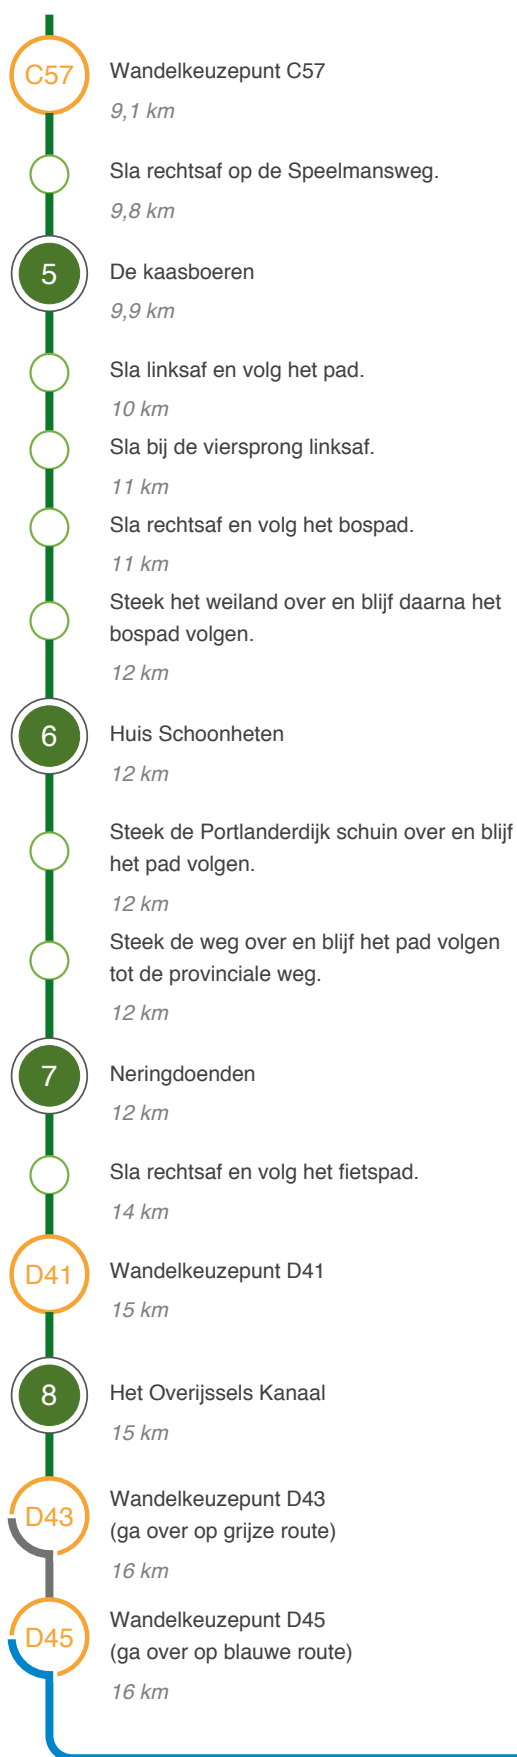 C57
Wandelkeuzepunt C57
9,1 km
Sla rechtsaf op de Speelmansweg.
9,8 km
5
De kaasboeren
9,9 km
Sla linksaf en volg het pad.
10 km
Sla bij de viersprong linksaf.
11 km
Sla rechtsaf en volg het bospad.
11 km
Steek het weiland over en blijf daarna het
bospad volgen.
12 km
6
Huis Schoonheten
12 km
Steek de Portlanderdijk schuin over en blijf
het pad volgen.
12 km
Steek de weg over en blijf het pad volgen
tot de provinciale weg.
12 km
7
Neringdoenden
12 km
Sla rechtsaf en volg het fietspad.
14 km
D41
Wandelkeuzepunt D41
15 km
8
Het Overijssels Kanaal
15 km
D43
Wandelkeuzepunt D43
(ga over op grijze route)
16 km
D45
Wandelkeuzepunt D45
(ga over op blauwe route)
16 km